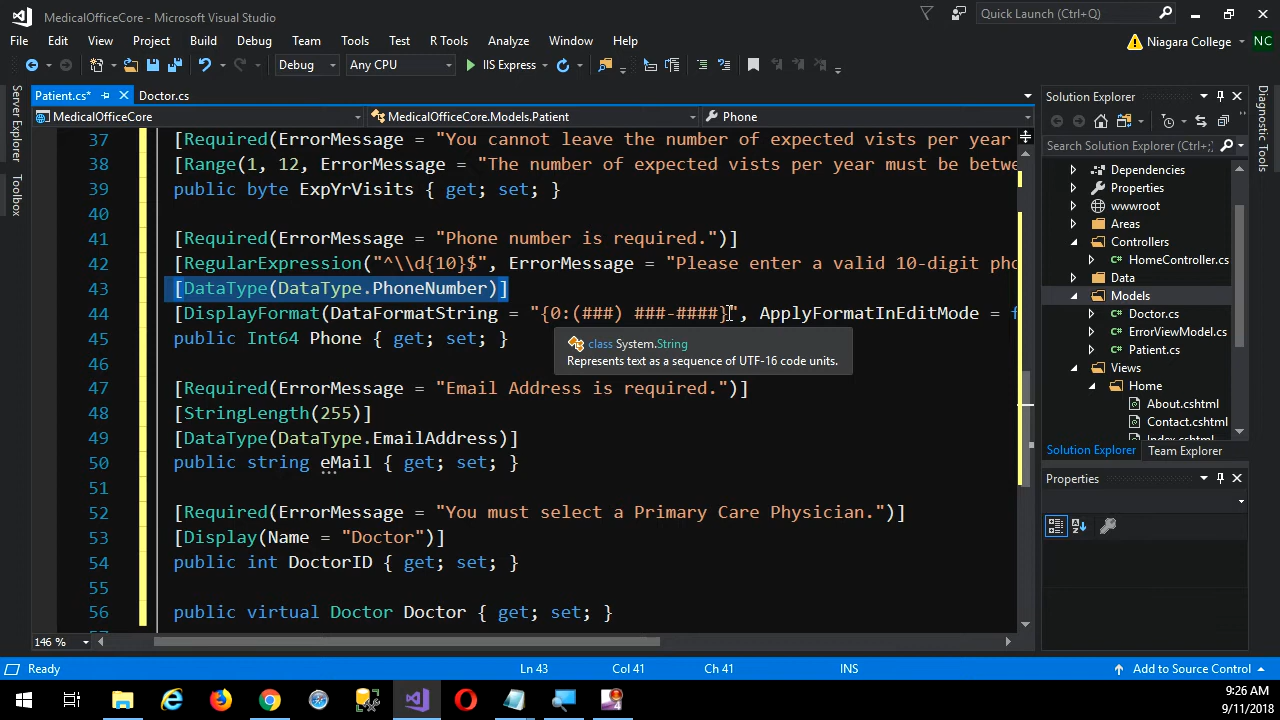 MedicalOfficeCore - Microsoft Visual Studio
Quick Launch (Ctrl+Q)
File Edit View Project Build Debug Team Tools Test R Tools Analyze Window Help
Niagara College NC
Debug Any CPU IIS Express
Server Explorer
Toolbox
Patient.cs*
Doctor.cs
MedicalOfficeCore
MedicalOfficeCore.Models.Patient
Phone
37 [Required(ErrorMessage = "You cannot leave the number of expected vists per year
38 [Range(1, 12, ErrorMessage = "The number of expected vists per year must be betwe
39 public byte ExpYrVisits { get; set; }
40
41 [Required(ErrorMessage = "Phone number is required.")]
42 [RegularExpression("^\\d{10}$", ErrorMessage = "Please enter a valid 10-digit pho
43 [DataType(DataType.PhoneNumber)]
44 [DisplayFormat(DataFormatString = "{0:(###) ###-####}", ApplyFormatInEditMode = f
45 public Int64 Phone { get; set; }
class System.String
Represents text as a sequence of UTF-16 code units.
46
47 [Required(ErrorMessage = "Email Address is required.")]
48 [StringLength(255)]
49 [DataType(DataType.EmailAddress)]
50 public string eMail { get; set; }
51
52 [Required(ErrorMessage = "You must select a Primary Care Physician.")]
53 [Display(Name = "Doctor")]
54 public int DoctorID { get; set; }
55
56 public virtual Doctor Doctor { get; set; }
146 %
Solution Explorer
Search Solution Explorer (Ctrl+;)
Dependencies
Properties
wwwroot
Areas
Controllers
HomeController.cs
Data
Models
Doctor.cs
ErrorViewModel.cs
Patient.cs
Views
Home
About.cshtml
Contact.cshtml
Index.cshtml
Solution Explorer Team Explorer
Properties
Diagnostic Tools
Ready Ln 43 Col 41 Ch 41 INS Add to Source Control
9:26 AM
9/11/2018